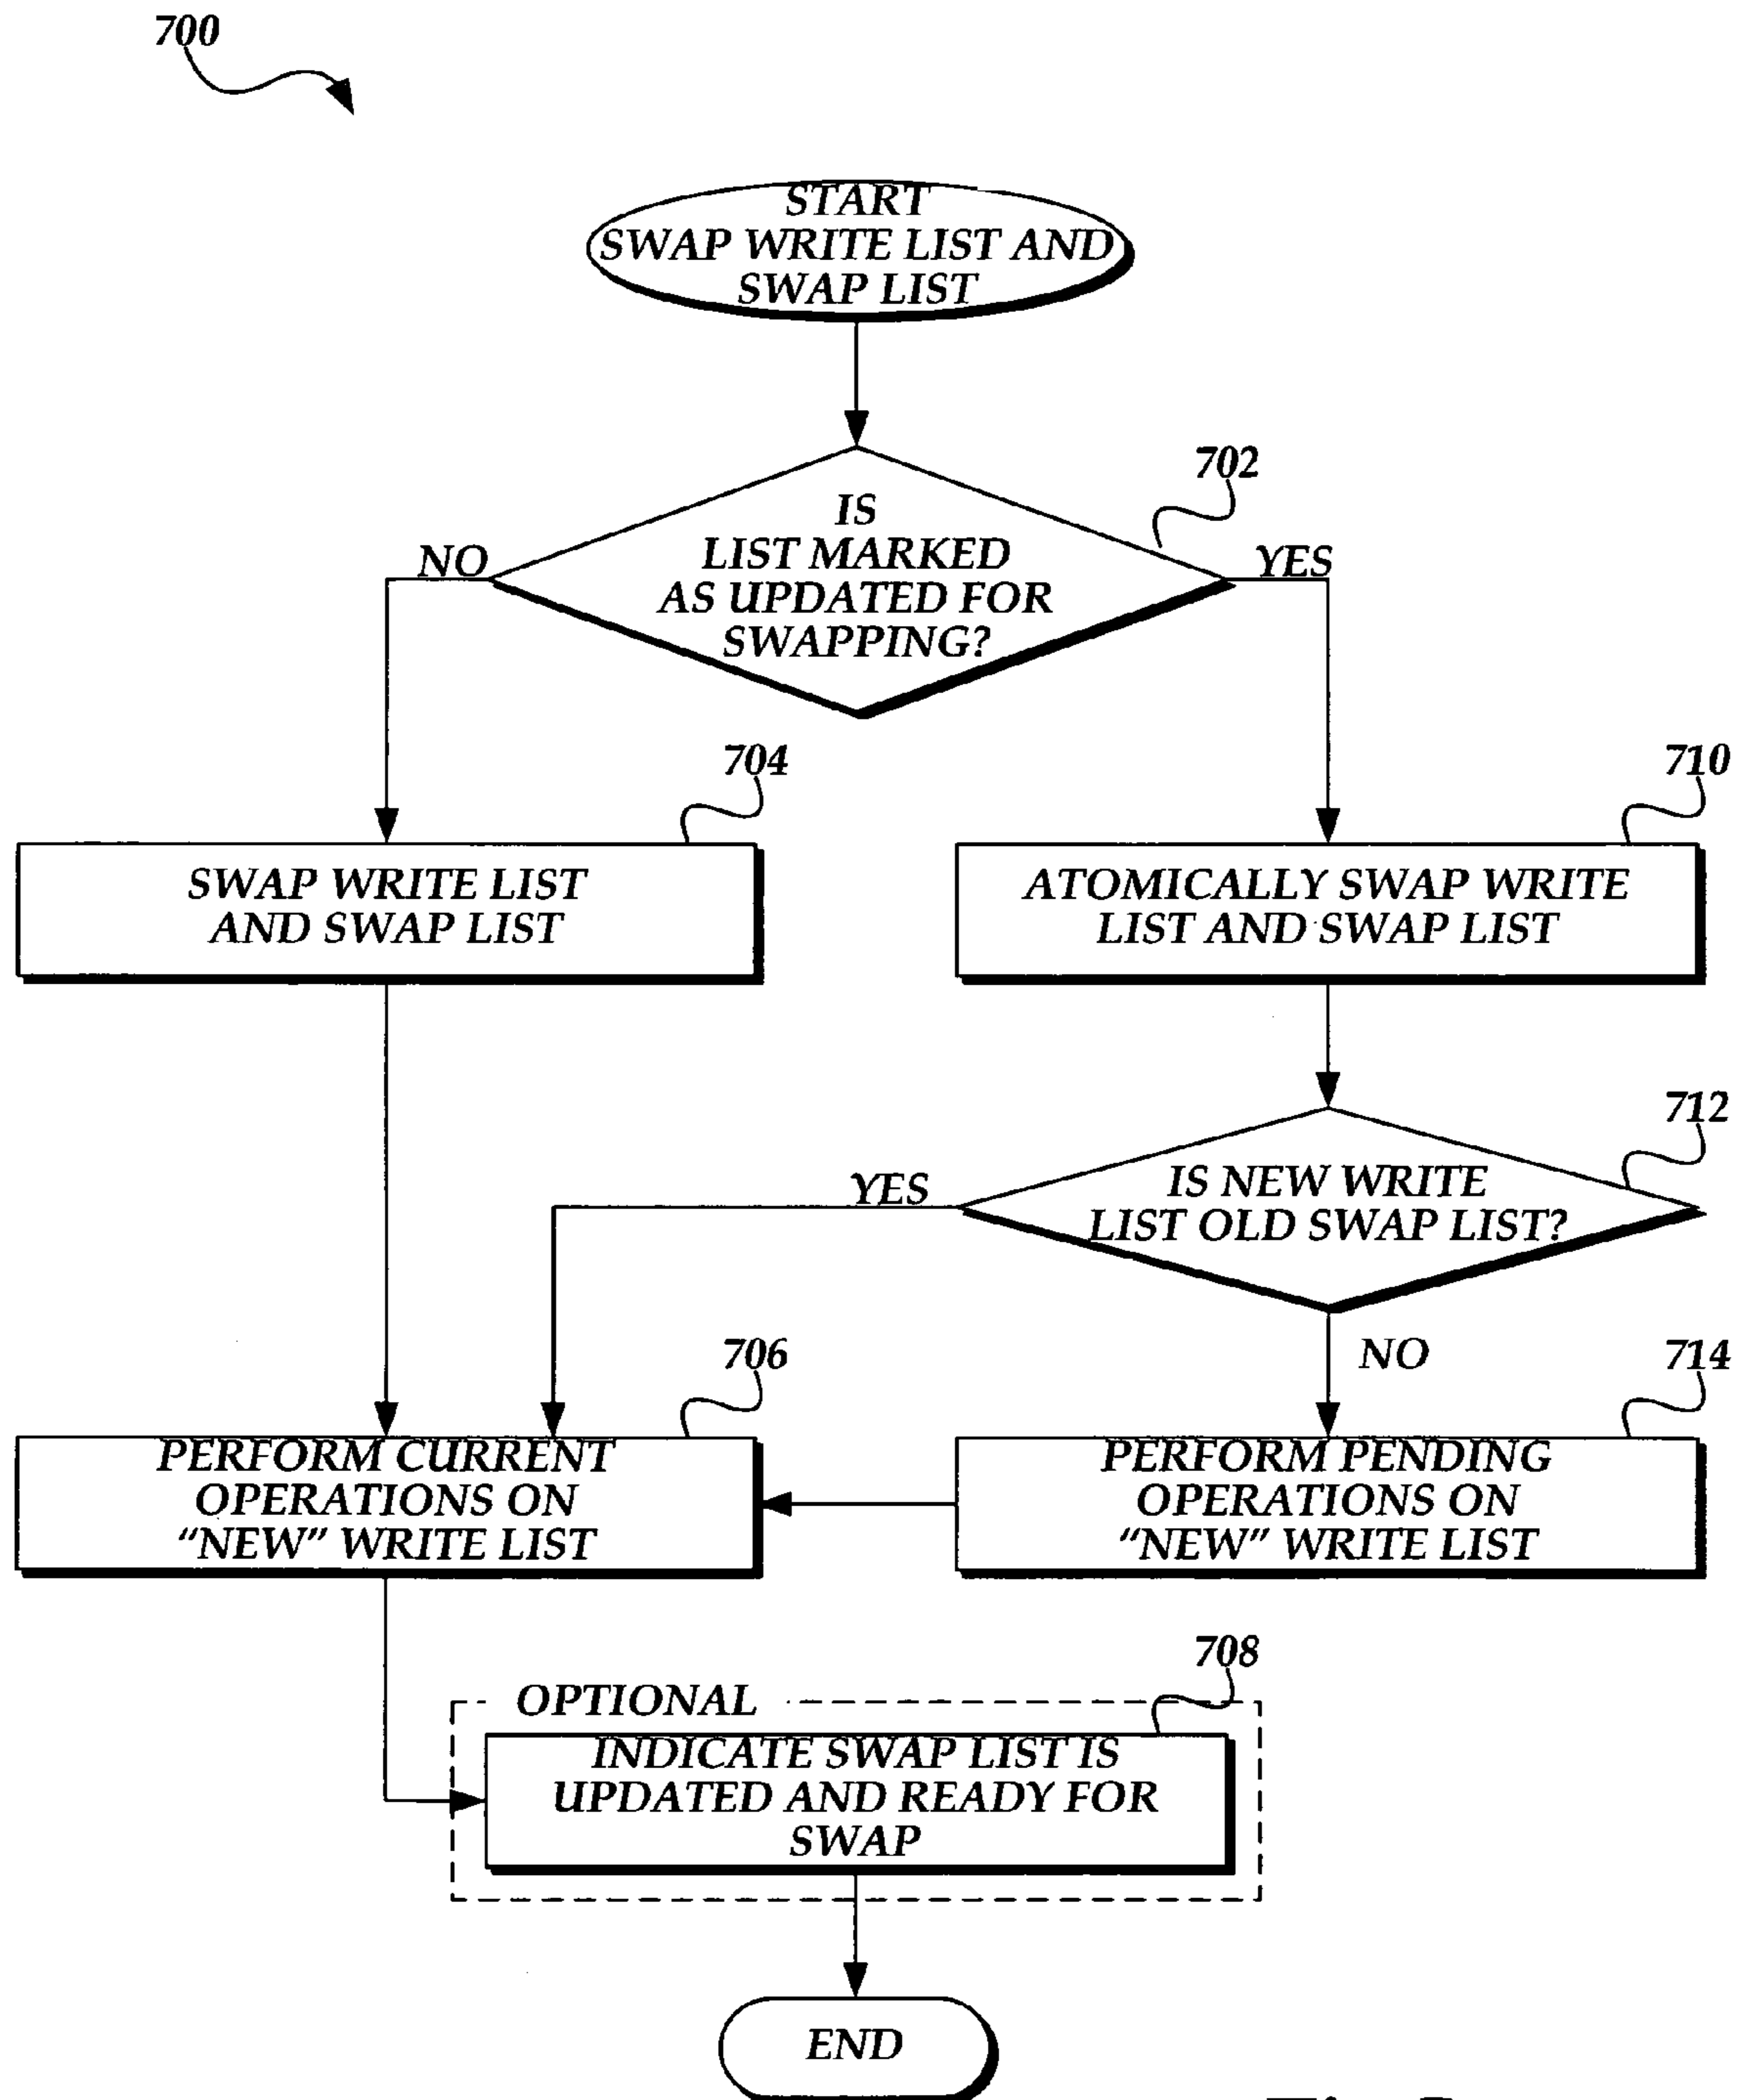 700
START
SWAP WRITE LIST AND
SWAP LIST
702
IS
LIST MARKED
AS UPDATED FOR
SWAPPING?
NO
YES
704
710
SWAP WRITE LIST
AND SWAP LIST
ATOMICALLY SWAP WRITE
LIST AND SWAP LIST
712
YES
IS NEW WRITE
LIST OLD SWAP LIST?
NO
706
714
PERFORM CURRENT
OPERATIONS ON
“NEW” WRITE LIST
PERFORM PENDING
OPERATIONS ON
“NEW” WRITE LIST
708
OPTIONAL
INDICATE SWAP LIST IS
UPDATED AND READY FOR
SWAP
END